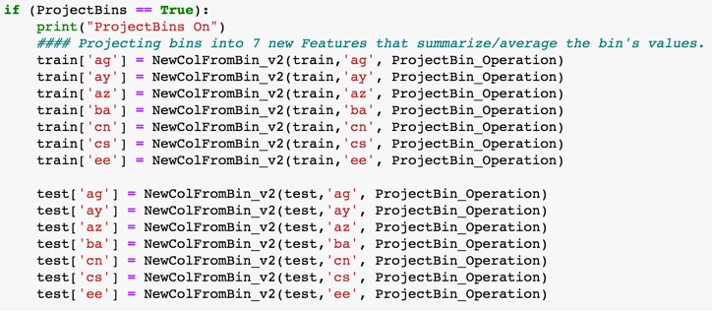 if (ProjectBins == True):
    print("ProjectBins On")
    #### Projecting bins into 7 new Features that summarize/average the bin's values.
    train['ag'] = NewColFromBin_v2(train,'ag', ProjectBin_Operation)
    train['ay'] = NewColFromBin_v2(train,'ay', ProjectBin_Operation)
    train['az'] = NewColFromBin_v2(train,'az', ProjectBin_Operation)
    train['ba'] = NewColFromBin_v2(train,'ba', ProjectBin_Operation)
    train['cn'] = NewColFromBin_v2(train,'cn', ProjectBin_Operation)
    train['cs'] = NewColFromBin_v2(train,'cs', ProjectBin_Operation)
    train['ee'] = NewColFromBin_v2(train,'ee', ProjectBin_Operation)

    test['ag'] = NewColFromBin_v2(test,'ag', ProjectBin_Operation)
    test['ay'] = NewColFromBin_v2(test,'ay', ProjectBin_Operation)
    test['az'] = NewColFromBin_v2(test,'az', ProjectBin_Operation)
    test['ba'] = NewColFromBin_v2(test,'ba', ProjectBin_Operation)
    test['cn'] = NewColFromBin_v2(test,'cn', ProjectBin_Operation)
    test['cs'] = NewColFromBin_v2(test,'cs', ProjectBin_Operation)
    test['ee'] = NewColFromBin_v2(test,'ee', ProjectBin_Operation)